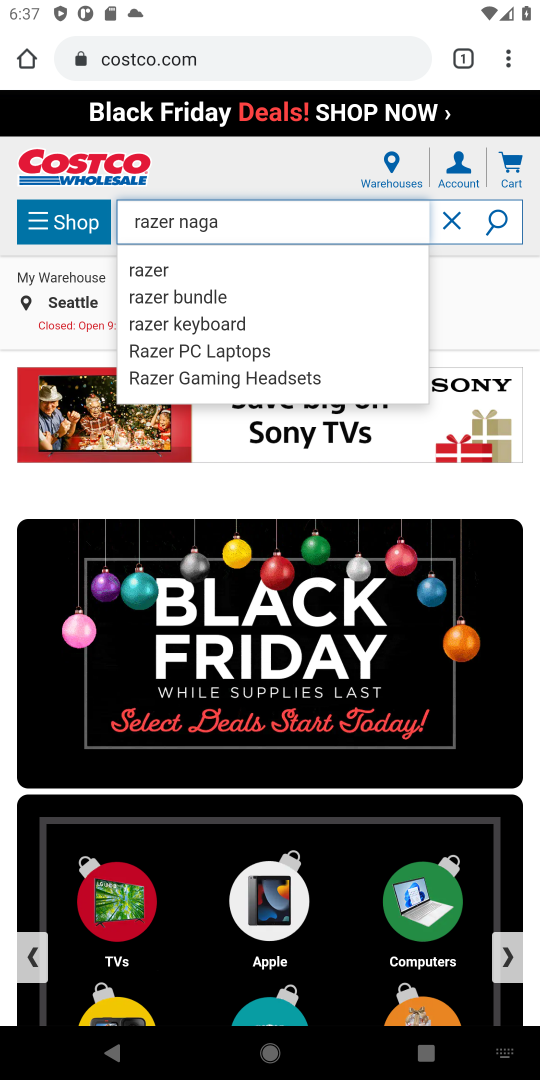 6:37
costco.com
1
Black Friday Deals! SHOP NOW ›
COSTCO
WHOLESALE
Warehouses
Account
Cart
Shop
razer naga
razer
razer bundle
razer keyboard
Razer PC Laptops
Razer Gaming Headsets
My Warehouse
Seattle
Closed: Open 9:
Save big on
Sony TVs
SONY
BLACK
FRIDAY
WHILE SUPPLIES LAST
Select Deals Start Today!
TVs
Apple
Computers